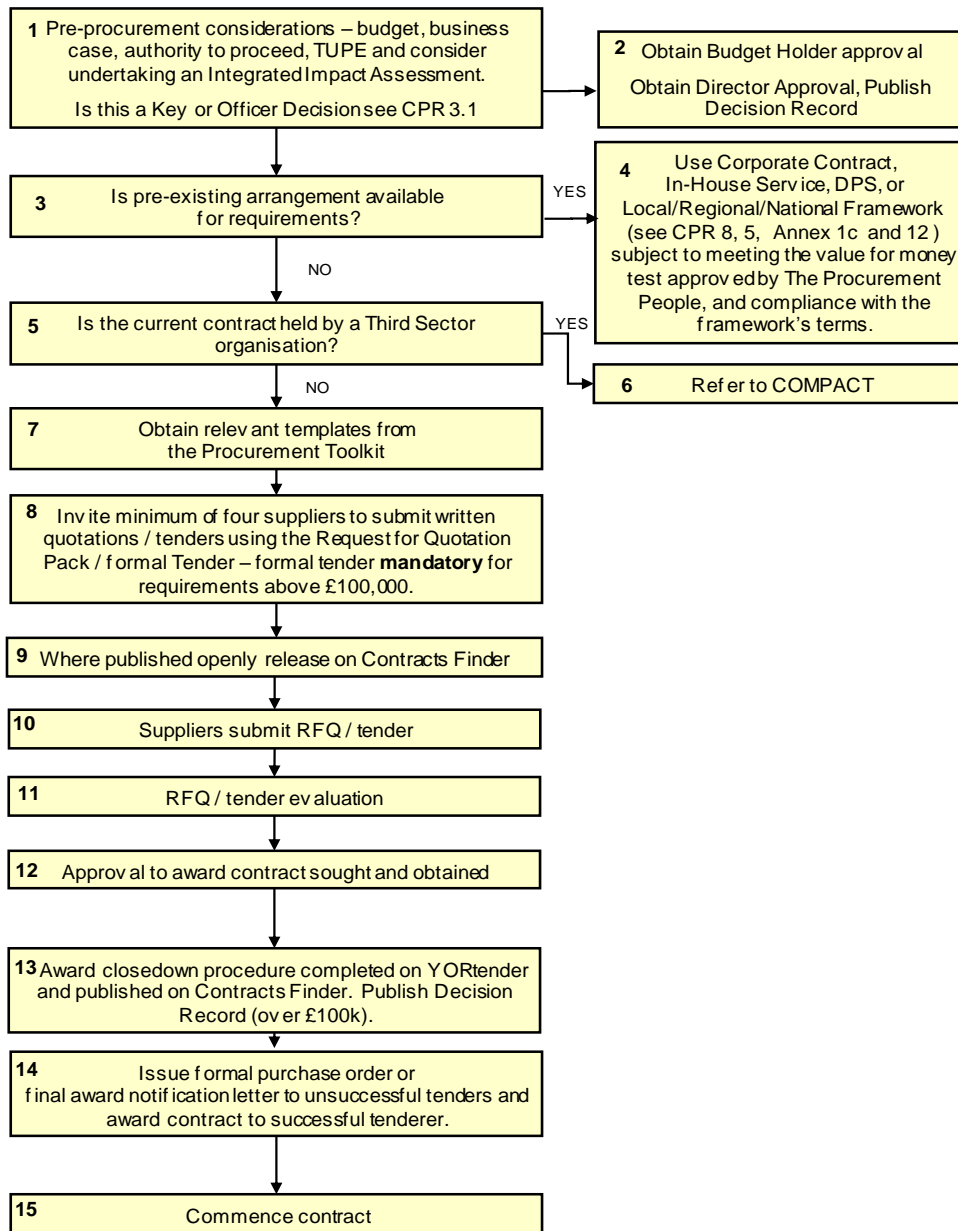 1 Pre-procurement considerations – budget, business
case, authority to proceed, TUPE and consider
undertaking an Integrated Impact Assessment.
Is this a Key or Officer Decision see CPR 3.1
2 Obtain Budget Holder approval
Obtain Director Approval, Publish
Decision Record
3 Is pre-existing arrangement available
for requirements?
YES
4 Use Corporate Contract,
In-House Service, DPS, or
Local/Regional/National Framework
(see CPR 8, 5, Annex 1c and 12 )
subject to meeting the value for money
test approved by The Procurement
People, and compliance with the
framework's terms.
NO
5 Is the current contract held by a Third Sector
organisation?
YES
6 Refer to COMPACT
NO
7 Obtain relevant templates from
the Procurement Toolkit
8 Invite minimum of four suppliers to submit written
quotations / tenders using the Request for Quotation
Pack / formal Tender – formal tender mandatory for
requirements above £100,000.
9 Where published openly release on Contracts Finder
10 Suppliers submit RFQ / tender
11 RFQ / tender evaluation
12 Approval to award contract sought and obtained
13 Award closedown procedure completed on YORtender
and published on Contracts Finder. Publish Decision
Record (over £100k).
14 Issue formal purchase order or
final award notification letter to unsuccessful tenders and
award contract to successful tenderer.
15 Commence contract